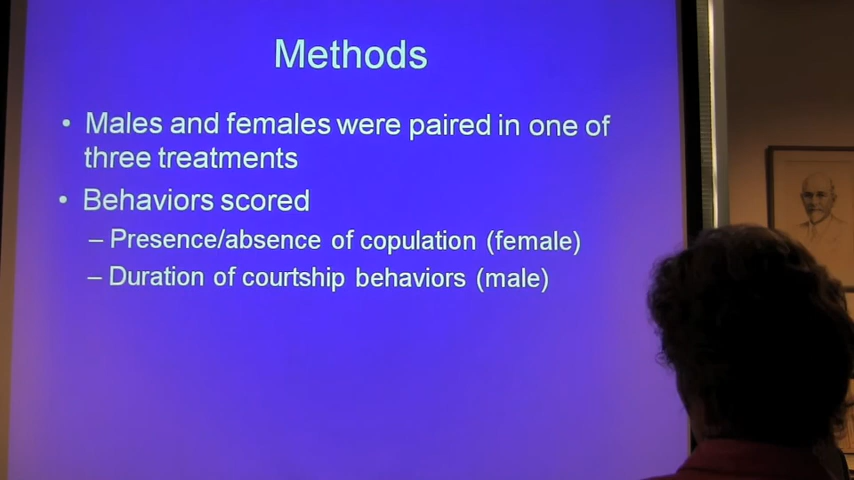 Methods
• Males and females were paired in one of
three treatments
• Behaviors scored
– Presence/absence of copulation (female)
– Duration of courtship behaviors (male)